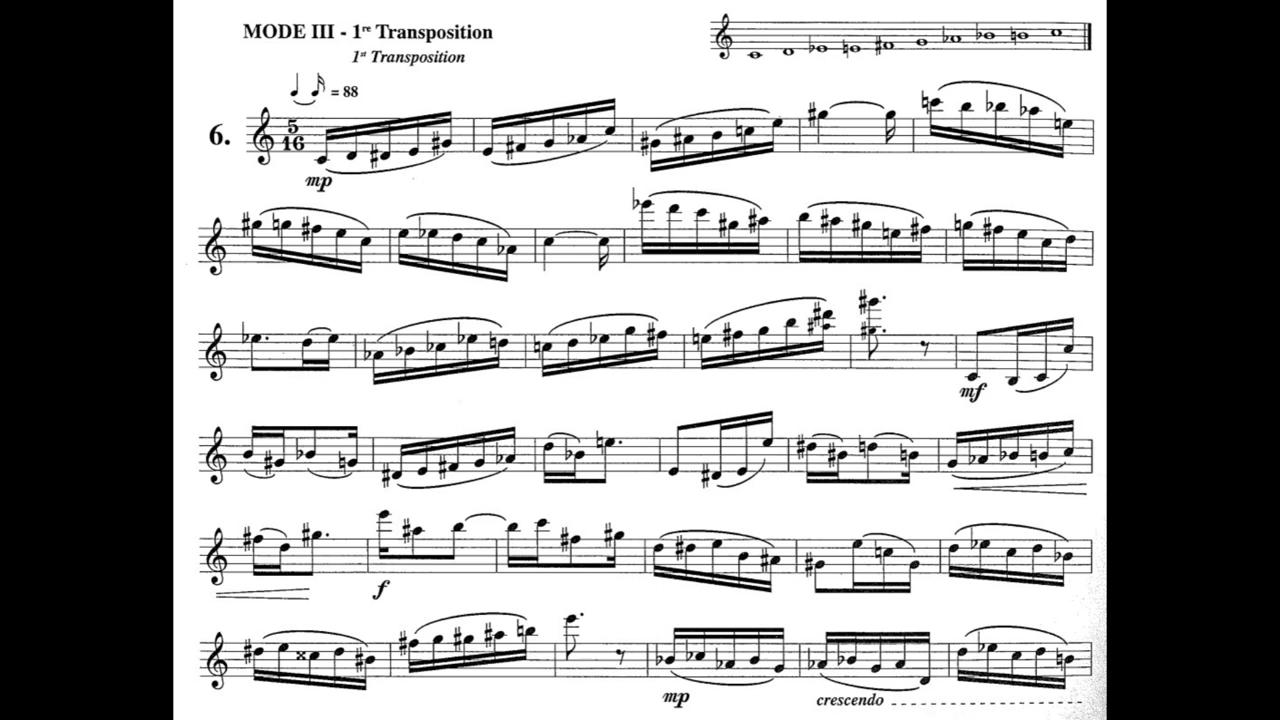 MODE III - 1re Transposition
1st Transposition
= 88
6.
5
16
mp
mf
f
mp
crescendo